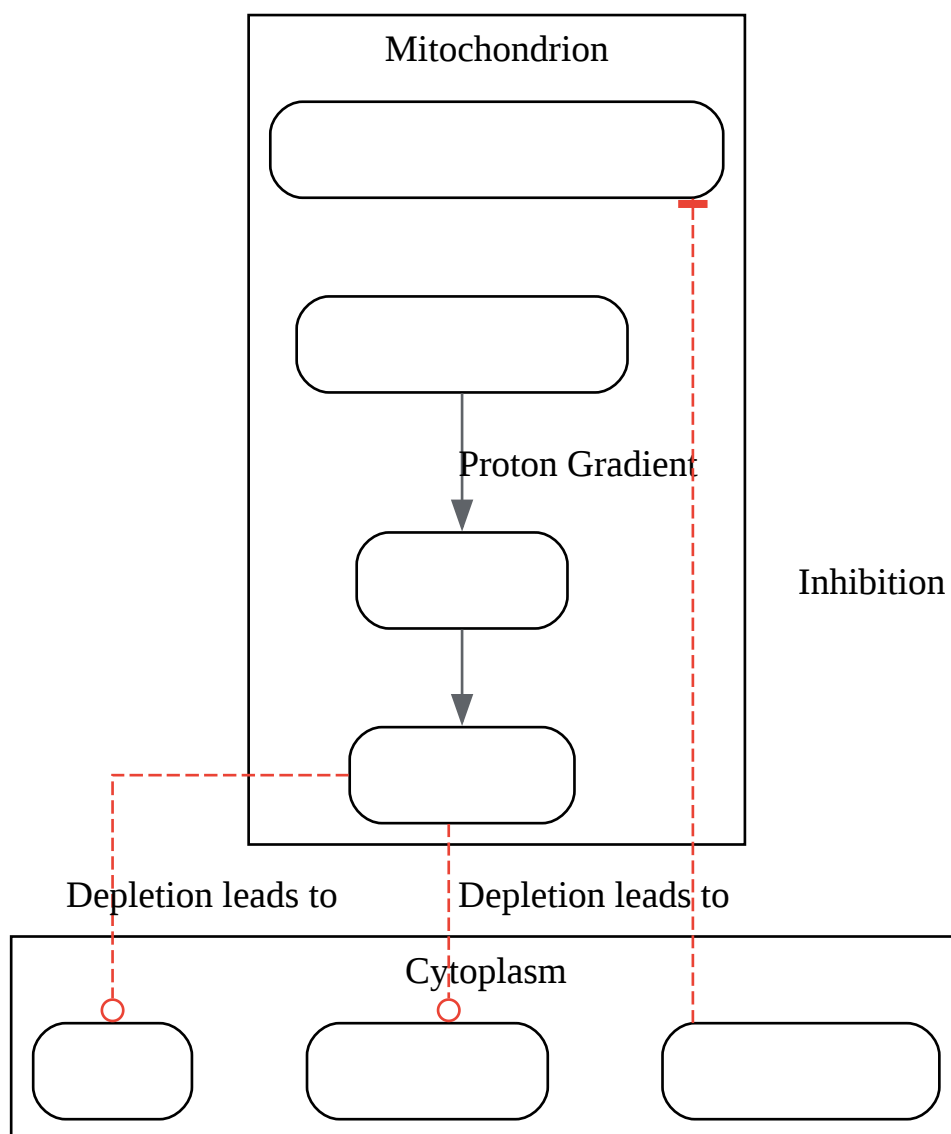 Mitochondrion
Proton Gradient
Inhibition
Depletion leads to
Depletion leads to
Cytoplasm